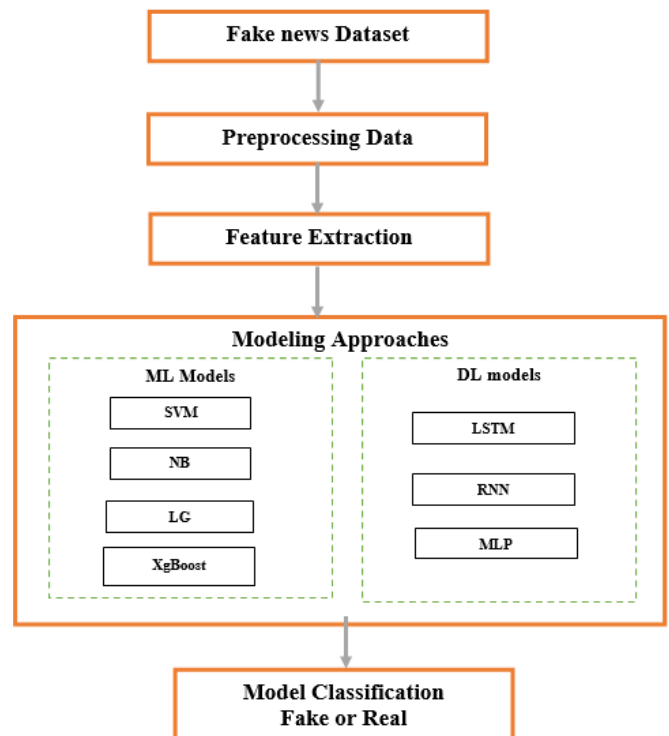 Fake news Dataset
Preprocessing Data
Feature Extraction
Modeling Approaches
ML Models
SVM
NB
LG
XgBoost
DL models
LSTM
RNN
MLP
Model Classification
Fake or Real